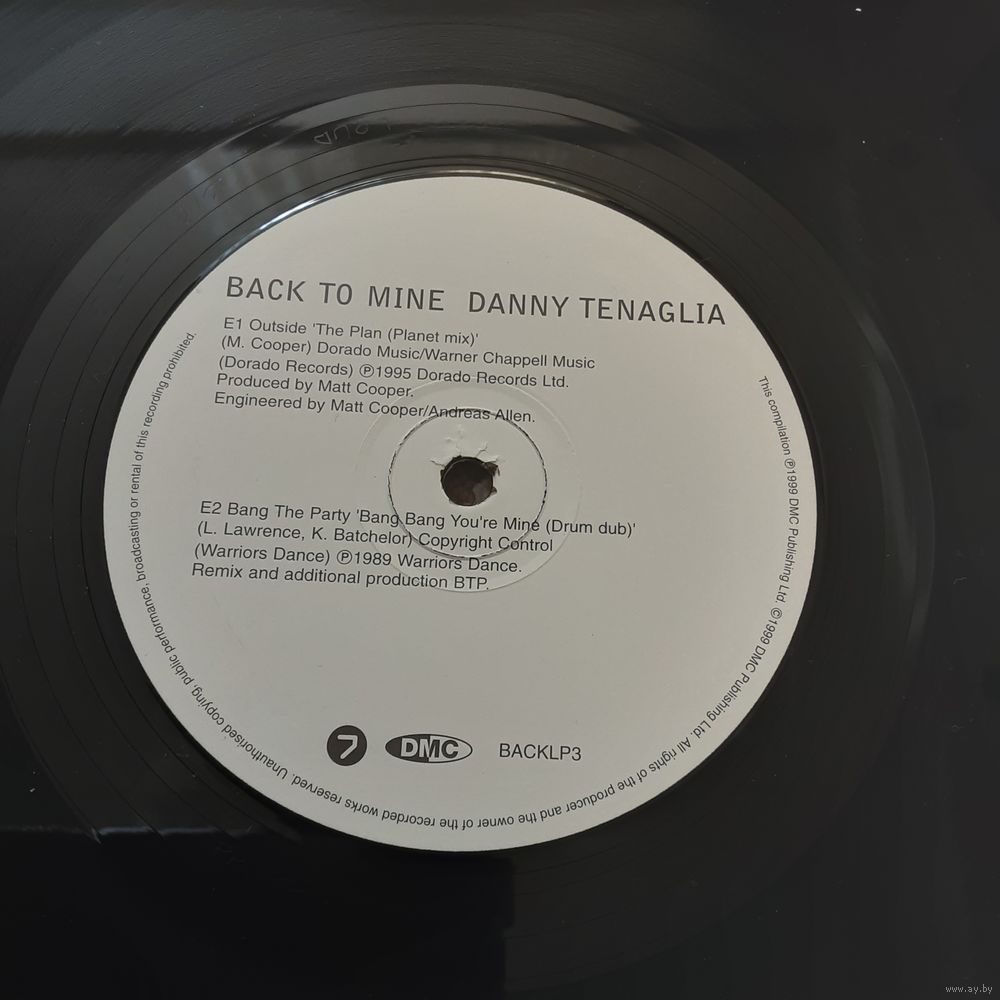 BACK TO MINE DANNY TENAGLIA
E1 Outside 'The Plan (Planet mix)'
(M. Cooper) Dorado Music/Warner Chappell Music
(Dorado Records) ℗1995 Dorado Records Ltd.
Produced by Matt Cooper.
Engineered by Matt Cooper/Andreas Allen.
E2 Bang The Party 'Bang Bang You're Mine (Drum dub)'
(L. Lawrence, K. Batchelor) Copyright Control
(Warriors Dance) ℗1989 Warriors Dance.
Remix and additional production BTP.
7 DMC BACKLP3
This compilation ℗1999 DMC Publishing Ltd. ©1999 DMC Publishing Ltd. All rights of the producer and the owner of the recorded works reserved. Unauthorised copying, public performance, broadcasting or rental of this recording prohibited.
www.ay.by